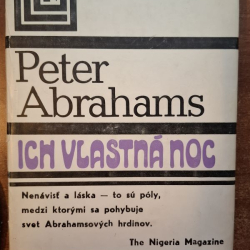 Peter
Abrahams
ICH VLASTNÁ NOC
Nenávisť a láska — to sú póly,
medzi ktorými sa pohybuje
svet Abrahamsových hrdinov.
The Nigeria Magazine